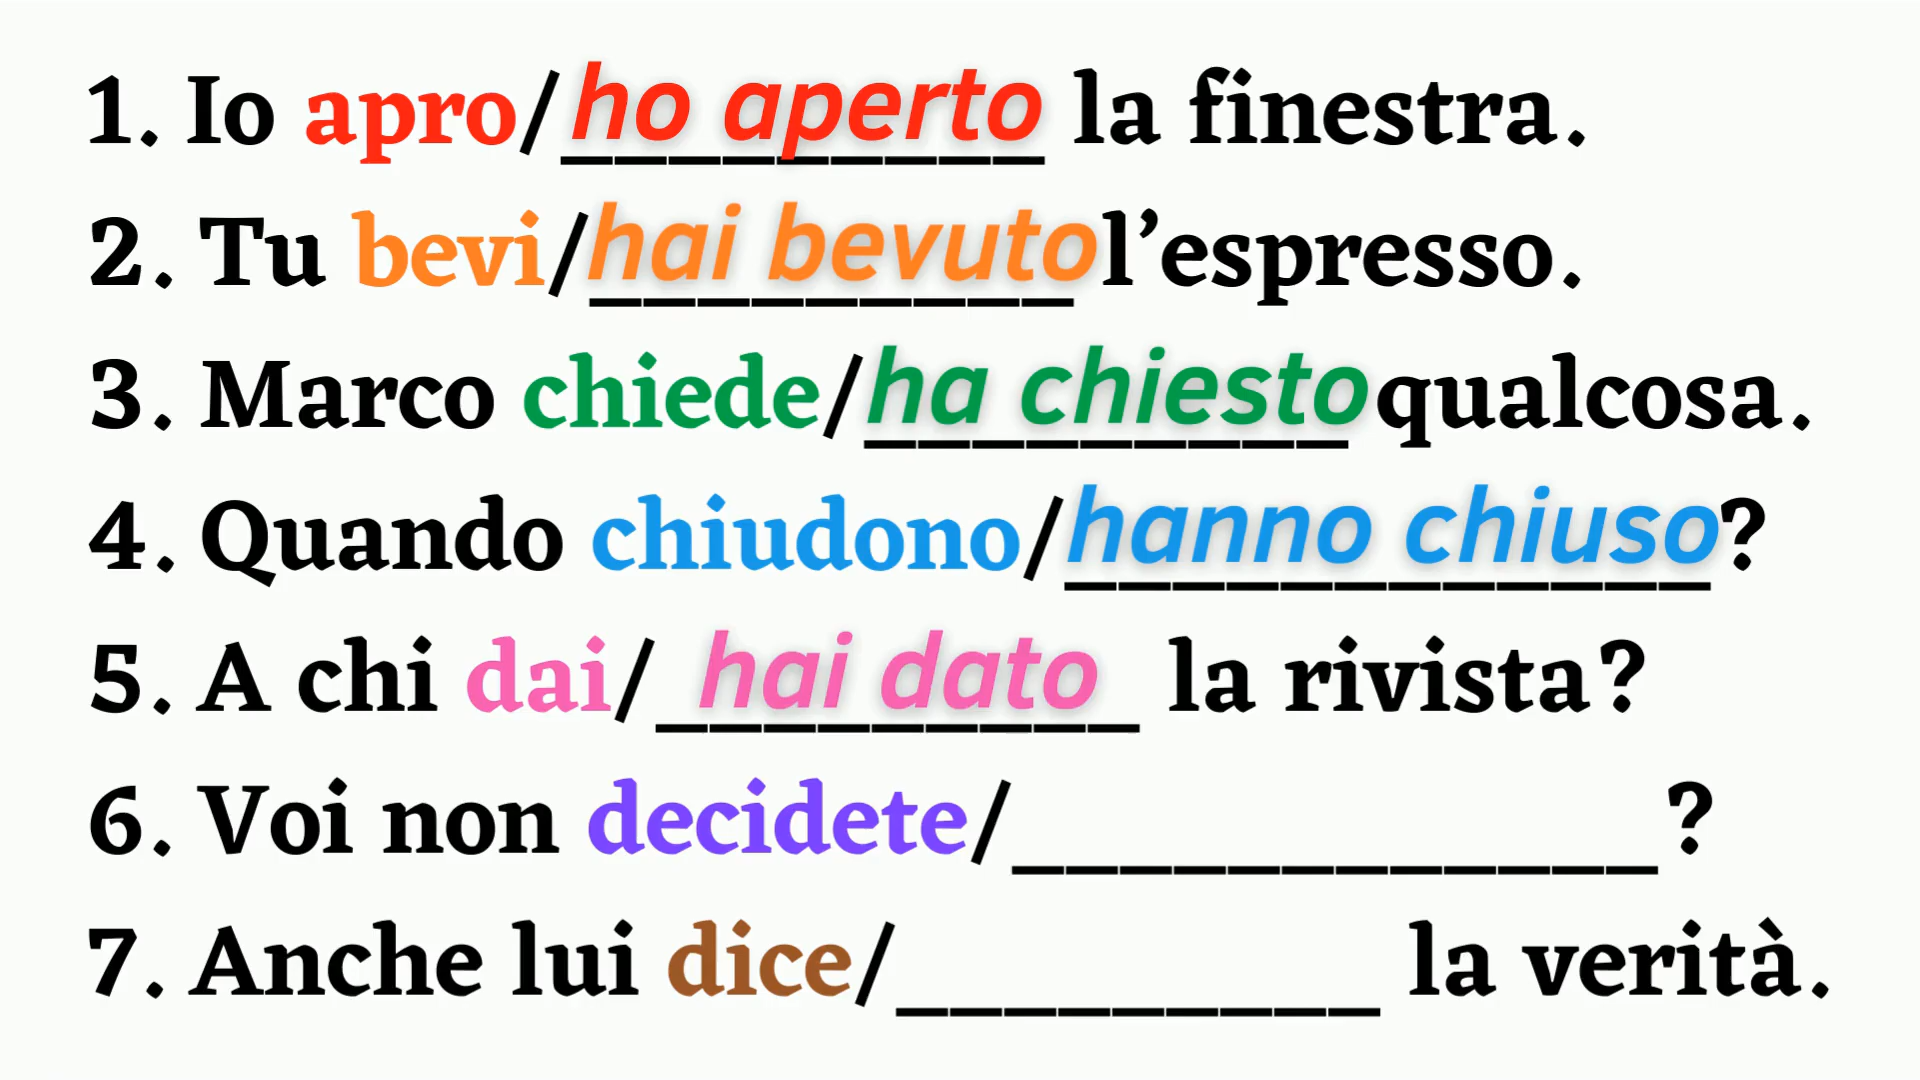 1. Io apro/ho aperto la finestra.
2. Tu bevi/hai bevuto l’espresso.
3. Marco chiede/ha chiesto qualcosa.
4. Quando chiudono/hanno chiuso?
5. A chi dai/hai dato la rivista?
6. Voi non decidete/____________?
7. Anche lui dice/_________ la verità.